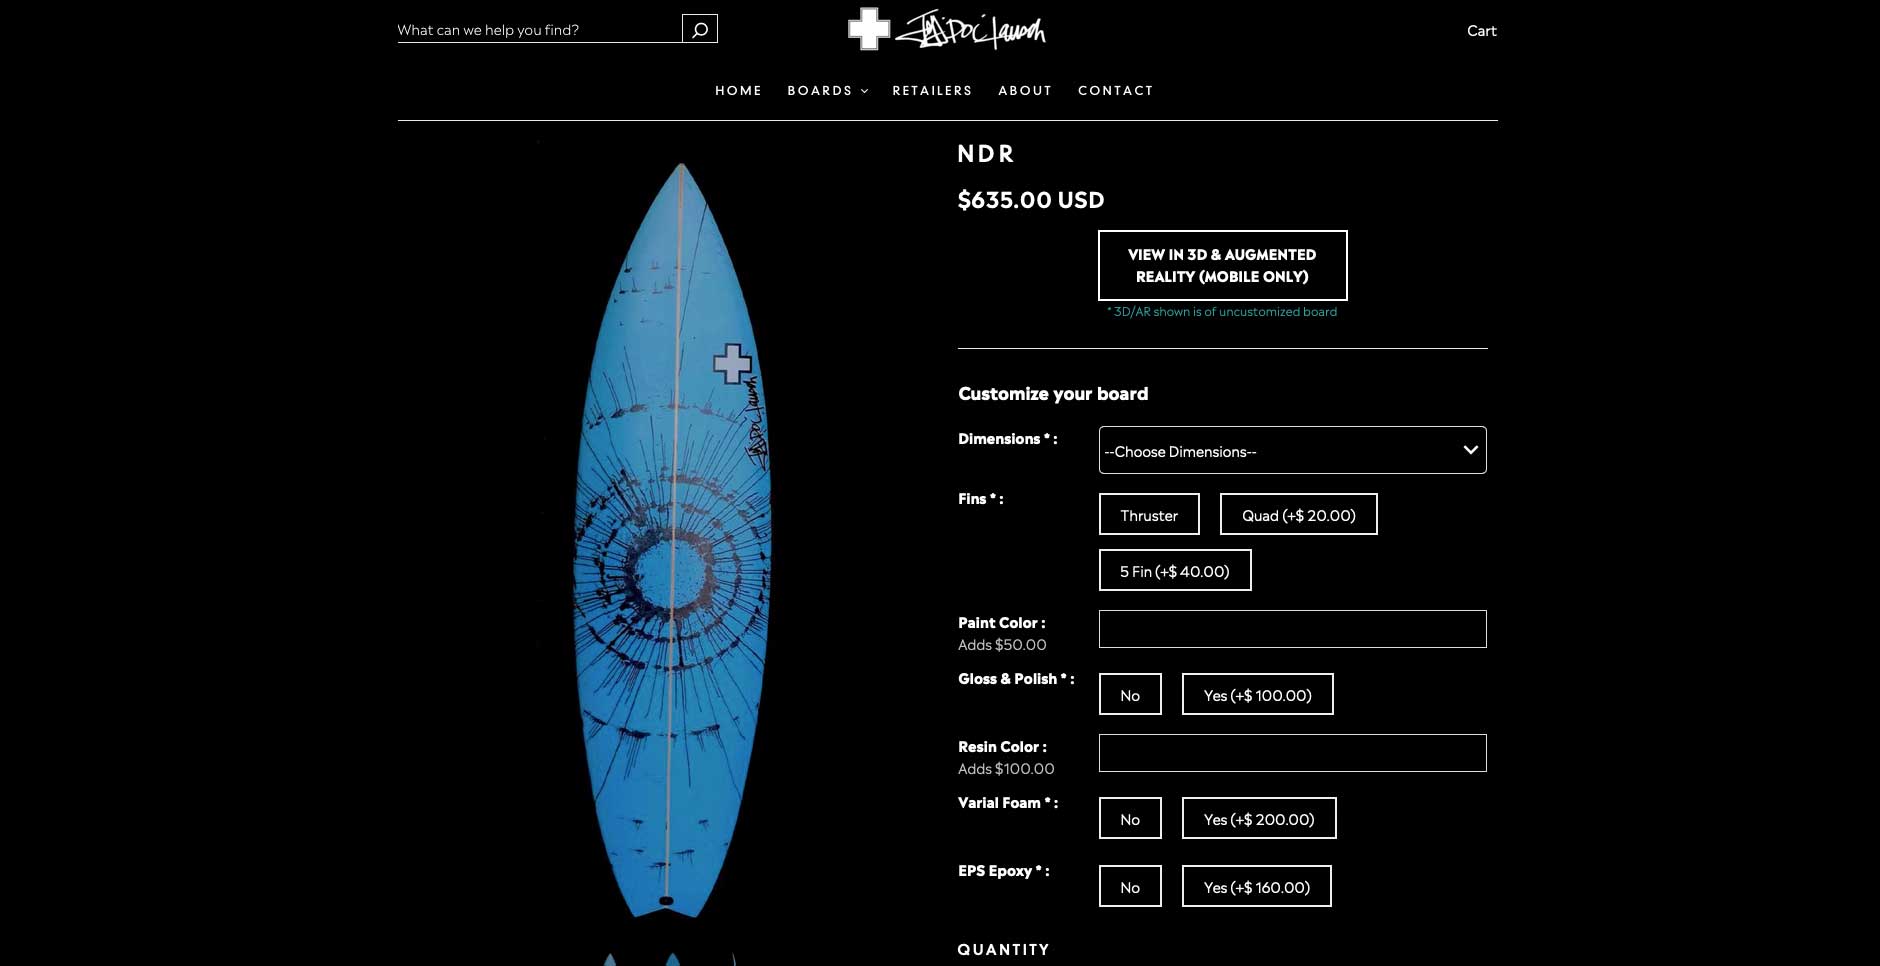 What can we help you find?
Cart
HOME BOARDS RETAILERS ABOUT CONTACT
NDR
$635.00 USD
VIEW IN 3D & AUGMENTED
REALITY (MOBILE ONLY)
* 3D/AR shown is of uncustomized board
Customize your board
Dimensions * :
--Choose Dimensions--
Fins * :
Thruster
Quad (+$ 20.00)
5 Fin (+$ 40.00)
Paint Color :
Adds $50.00
Gloss & Polish * :
No
Yes (+$ 100.00)
Resin Color :
Adds $100.00
Varial Foam * :
No
Yes (+$ 200.00)
EPS Epoxy * :
No
Yes (+$ 160.00)
QUANTITY